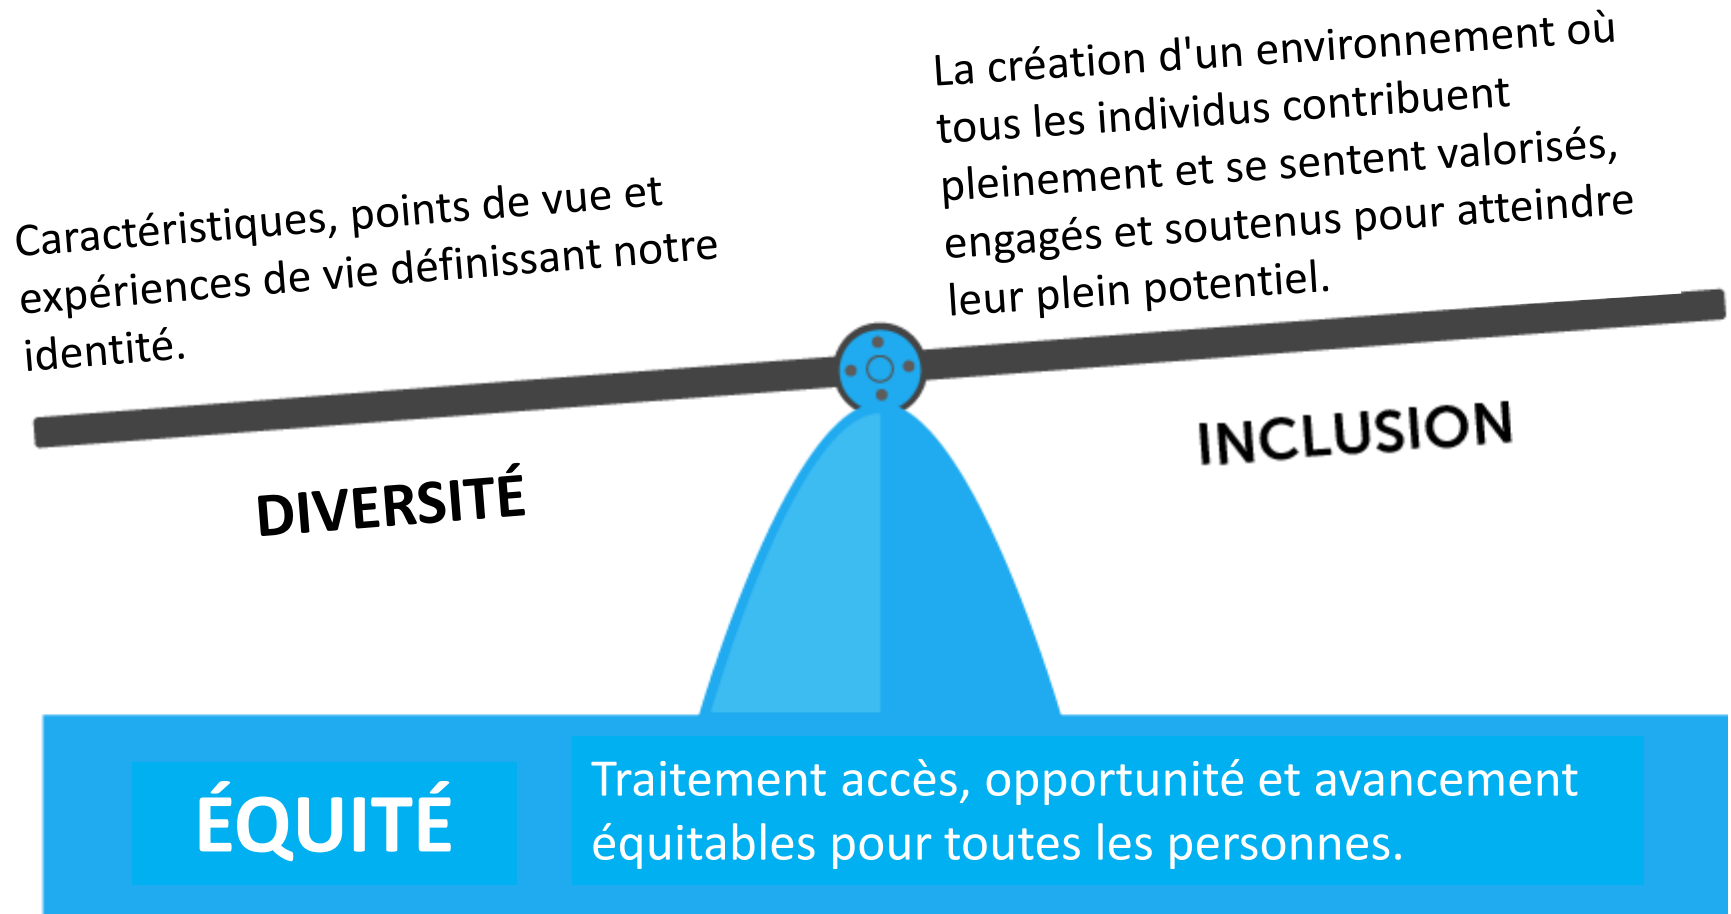 Caractéristiques, points de vue et
expériences de vie définissant notre
identité.
DIVERSITÉ
La création d'un environnement où
tous les individus contribuent
pleinement et se sentent valorisés,
engagés et soutenus pour atteindre
leur plein potentiel.
INCLUSION
ÉQUITÉ
Traitement accès, opportunité et avancement
équitables pour toutes les personnes.